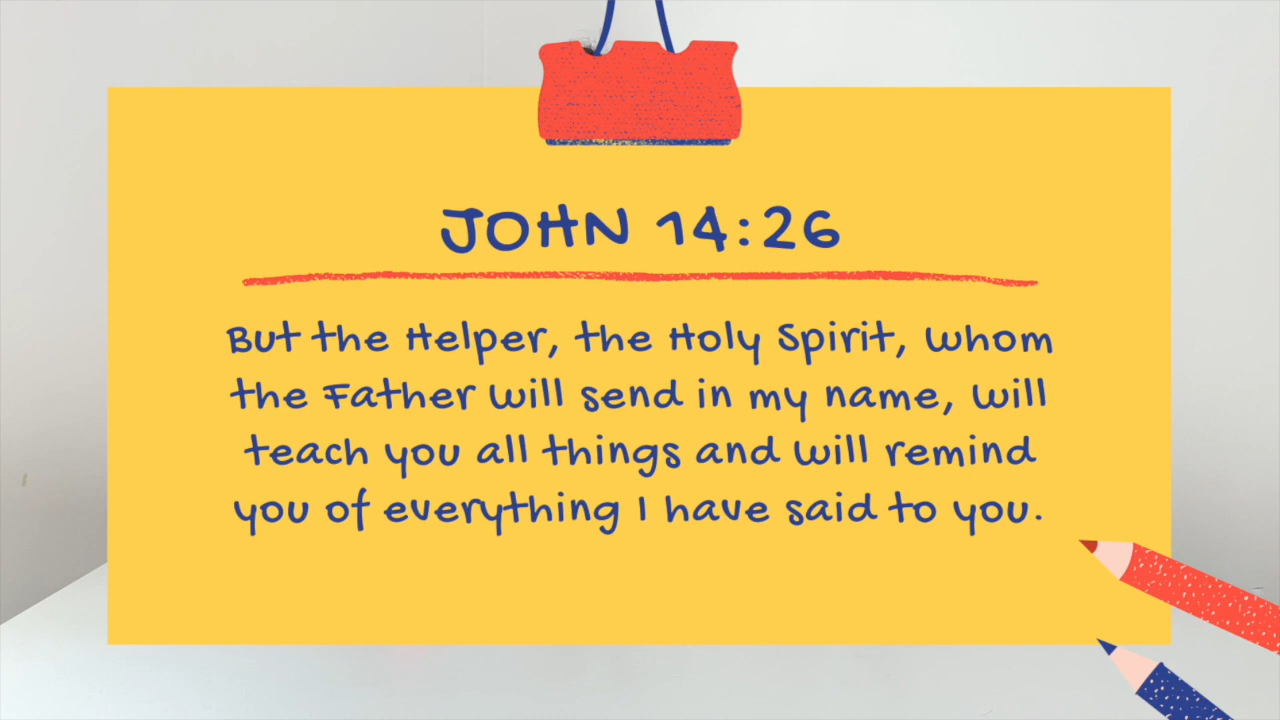 JOHN 14:26
But the Helper, the Holy Spirit, whom
the Father will send in my name, will
teach you all things and will remind
you of everything I have said to you.